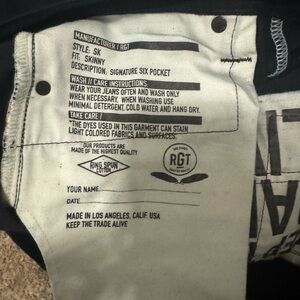 MANUFACTURER / RGT
STYLE: SK
FIT: SKINNY
DESCRIPTION: SIGNATURE SIX POCKET
WASH // CARE INSTRUCTIONS
WEAR YOUR JEANS OFTEN AND WASH ONLY
WHEN NECESSARY. WHEN WASHING USE
MINIMAL DETERGENT, COLD WATER AND HANG DRY.
TAKE CARE /
*THE DYES USED IN THIS GARMENT CAN STAIN
LIGHT COLORED FABRICS AND SURFACES.
OUR PRODUCTS ARE
MADE OF THE HIGHEST QUALITY
RING SPUN
COTTON
RGT
YOUR NAME
DATE
MADE IN LOS ANGELES, CALIF. USA
KEEP THE TRADE ALIVE